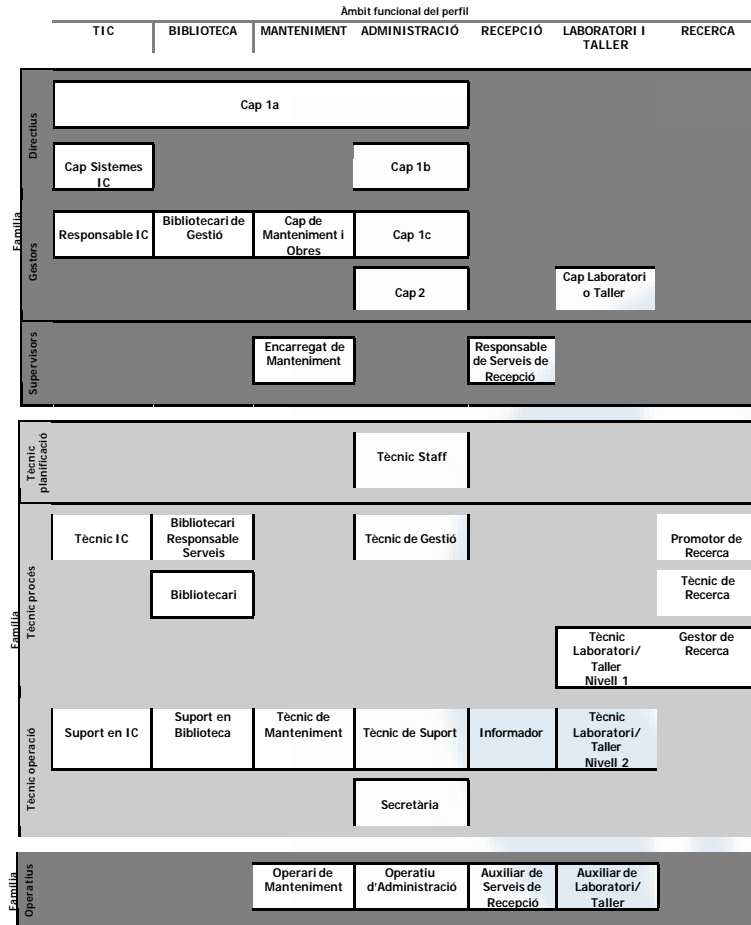 Àmbit funcional del perfil
TIC
BIBLIOTECA
MANTENIMENT
ADMINISTRACIÓ
RECEPCIÓ
LABORATORI I
TALLER
RECERCA
Família
Directius
Cap 1a
Cap Sistemes
IC
Cap 1b
Gestors
Responsable IC
Bibliotecari de
Gestió
Cap de
Manteniment i
Obres
Cap 1c
Cap 2
Cap Laboratori
o Taller
Supervisors
Encarregat de
Manteniment
Responsable
de Serveis de
Recepció
Família
Tècnic
planificació
Tècnic Staff
Tècnic procés
Tècnic IC
Bibliotecari
Responsable
Serveis
Tècnic de Gestió
Promotor de
Recerca
Bibliotecari
Tècnic de
Recerca
Tècnic
Laboratori/
Taller
Nivell 1
Gestor de
Recerca
Tècnic operació
Suport en IC
Suport en
Biblioteca
Tècnic de
Manteniment
Tècnic de Suport
Informador
Tècnic
Laboratori/
Taller
Nivell 2
Secretària
Família
Operatius
Operari de
Manteniment
Operatiu
d'Administració
Auxiliar de
Serveis de
Recepció
Auxiliar de
Laboratori/
Taller